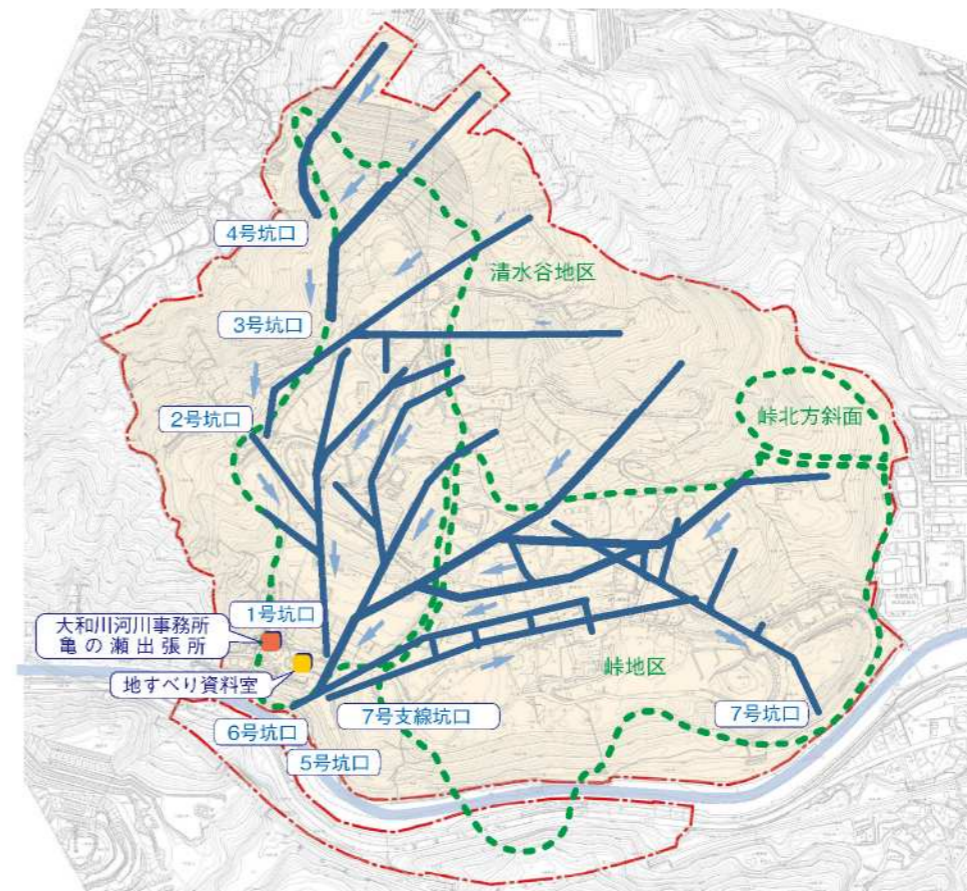 4号坑口
清水谷地区
3号坑口
2号坑口
峠北方斜面
1号坑口
大和川河川事務所
亀の瀬出張所
地すべり資料室
峠地区
7号支線坑口
7号坑口
6号坑口
5号坑口